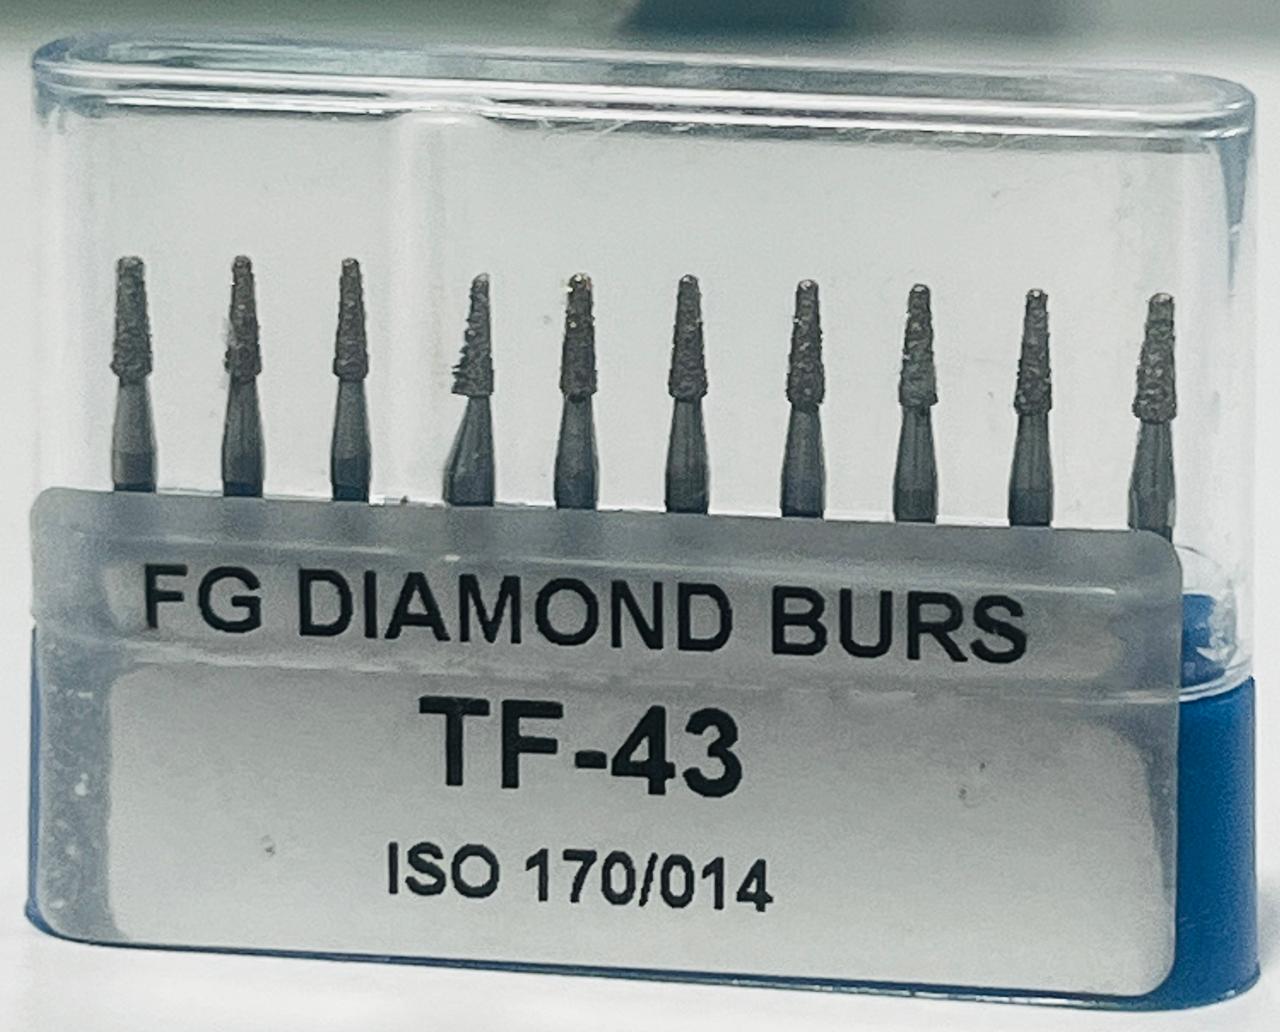 FG DIAMOND BURS
TF-43
ISO 170/014